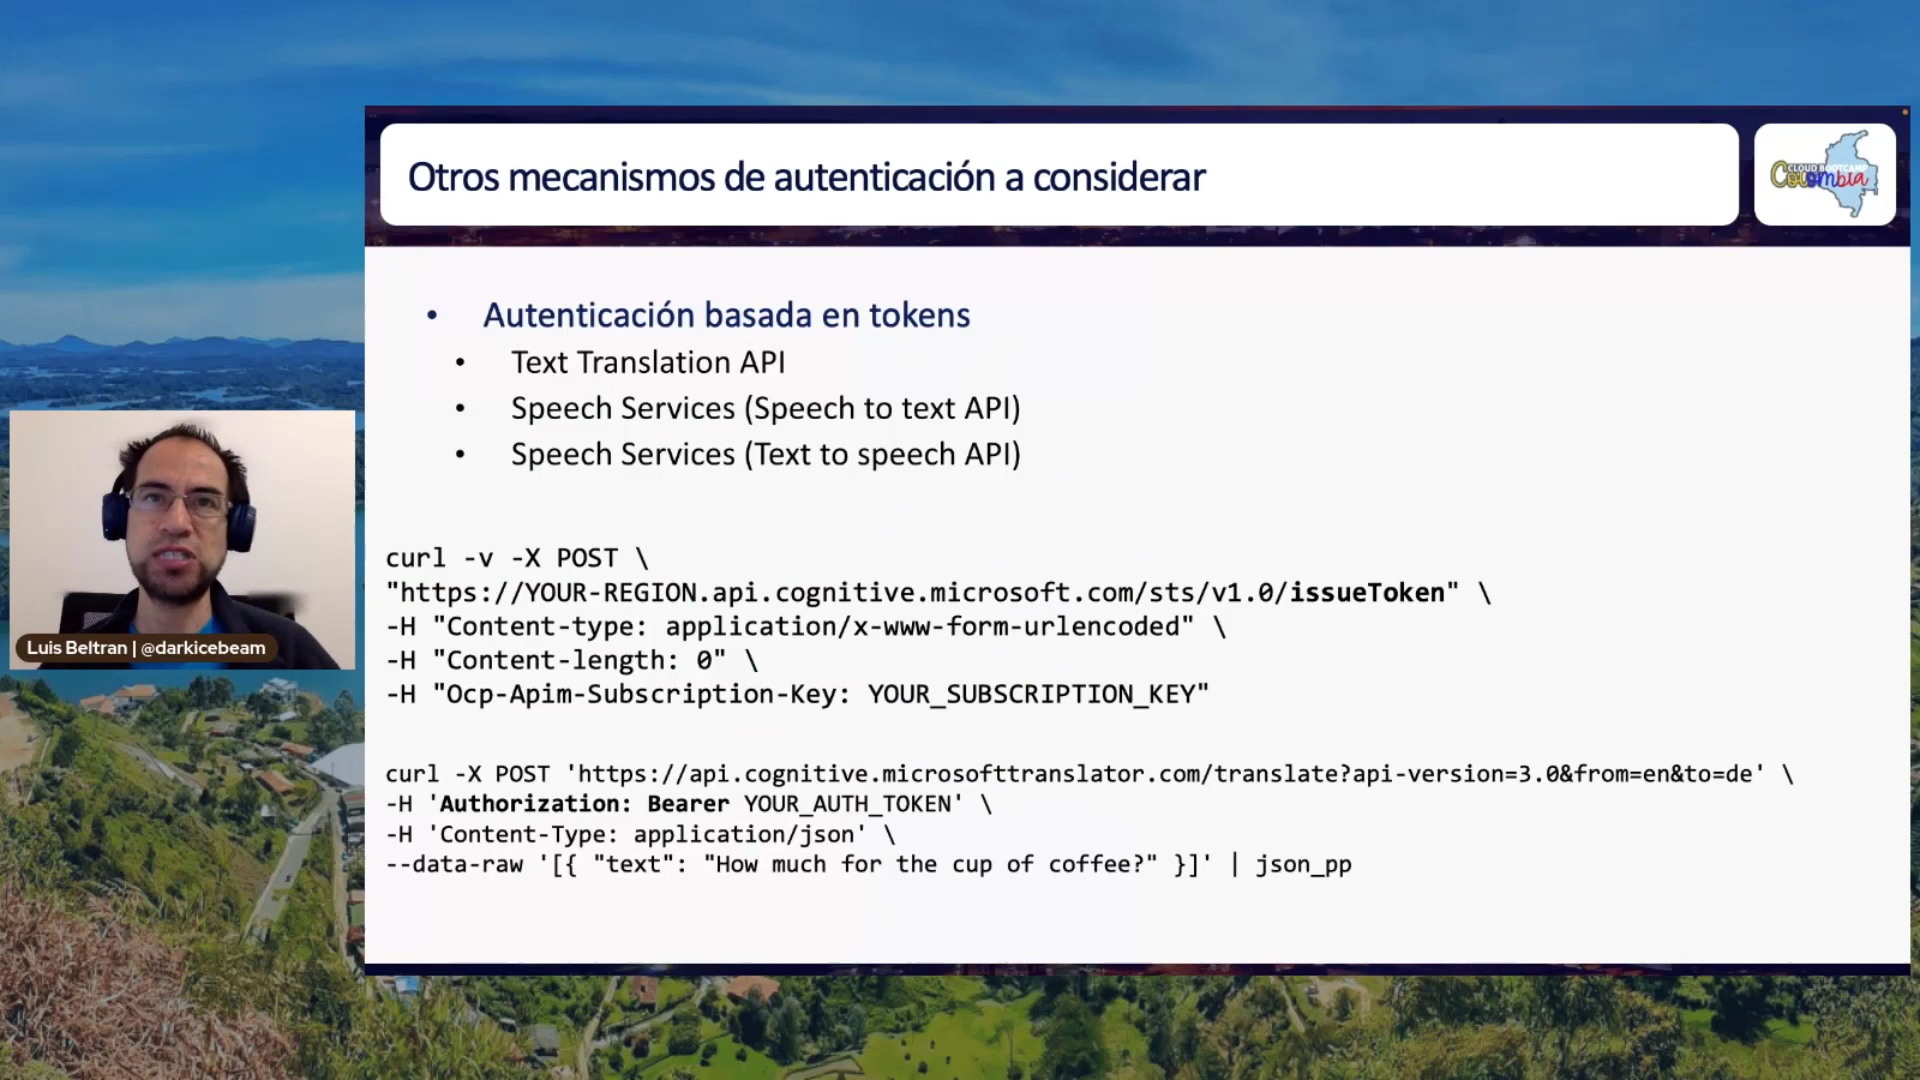 Otros mecanismos de autenticación a considerar
CLOUD BOOTCAMP
Colombia
• Autenticación basada en tokens
• Text Translation API
• Speech Services (Speech to text API)
• Speech Services (Text to speech API)
curl -v -X POST \
"https://YOUR-REGION.api.cognitive.microsoft.com/sts/v1.0/issueToken" \
-H "Content-type: application/x-www-form-urlencoded" \
-H "Content-length: 0" \
-H "Ocp-Apim-Subscription-Key: YOUR_SUBSCRIPTION_KEY"
curl -X POST 'https://api.cognitive.microsofttranslator.com/translate?api-version=3.0&from=en&to=de' \
-H 'Authorization: Bearer YOUR_AUTH_TOKEN' \
-H 'Content-Type: application/json' \
--data-raw '[{ "text": "How much for the cup of coffee?" }]' | json_pp
Luis Beltran | @darkicebeam